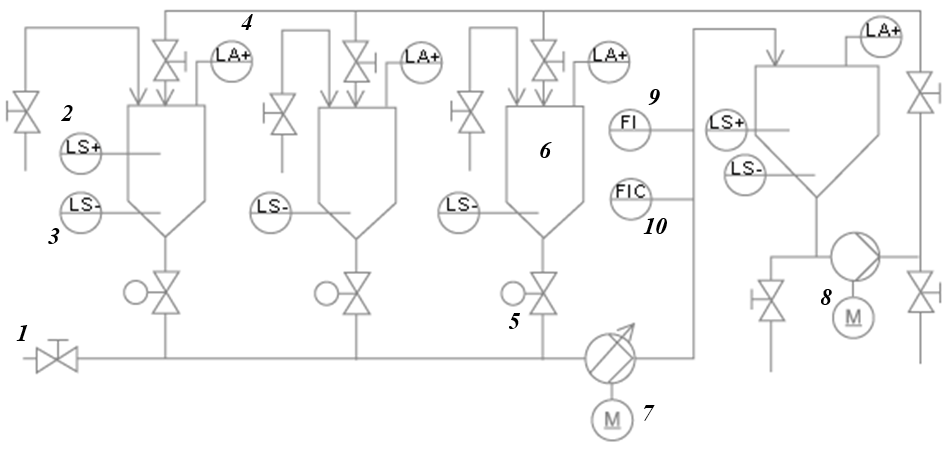 4
LA+
LA+
LA+
LA+
2
LS+
6
9
FI
LS+
LS-
3
LS-
LS-
FIC
10
LS-
1
5
8
M
M
7